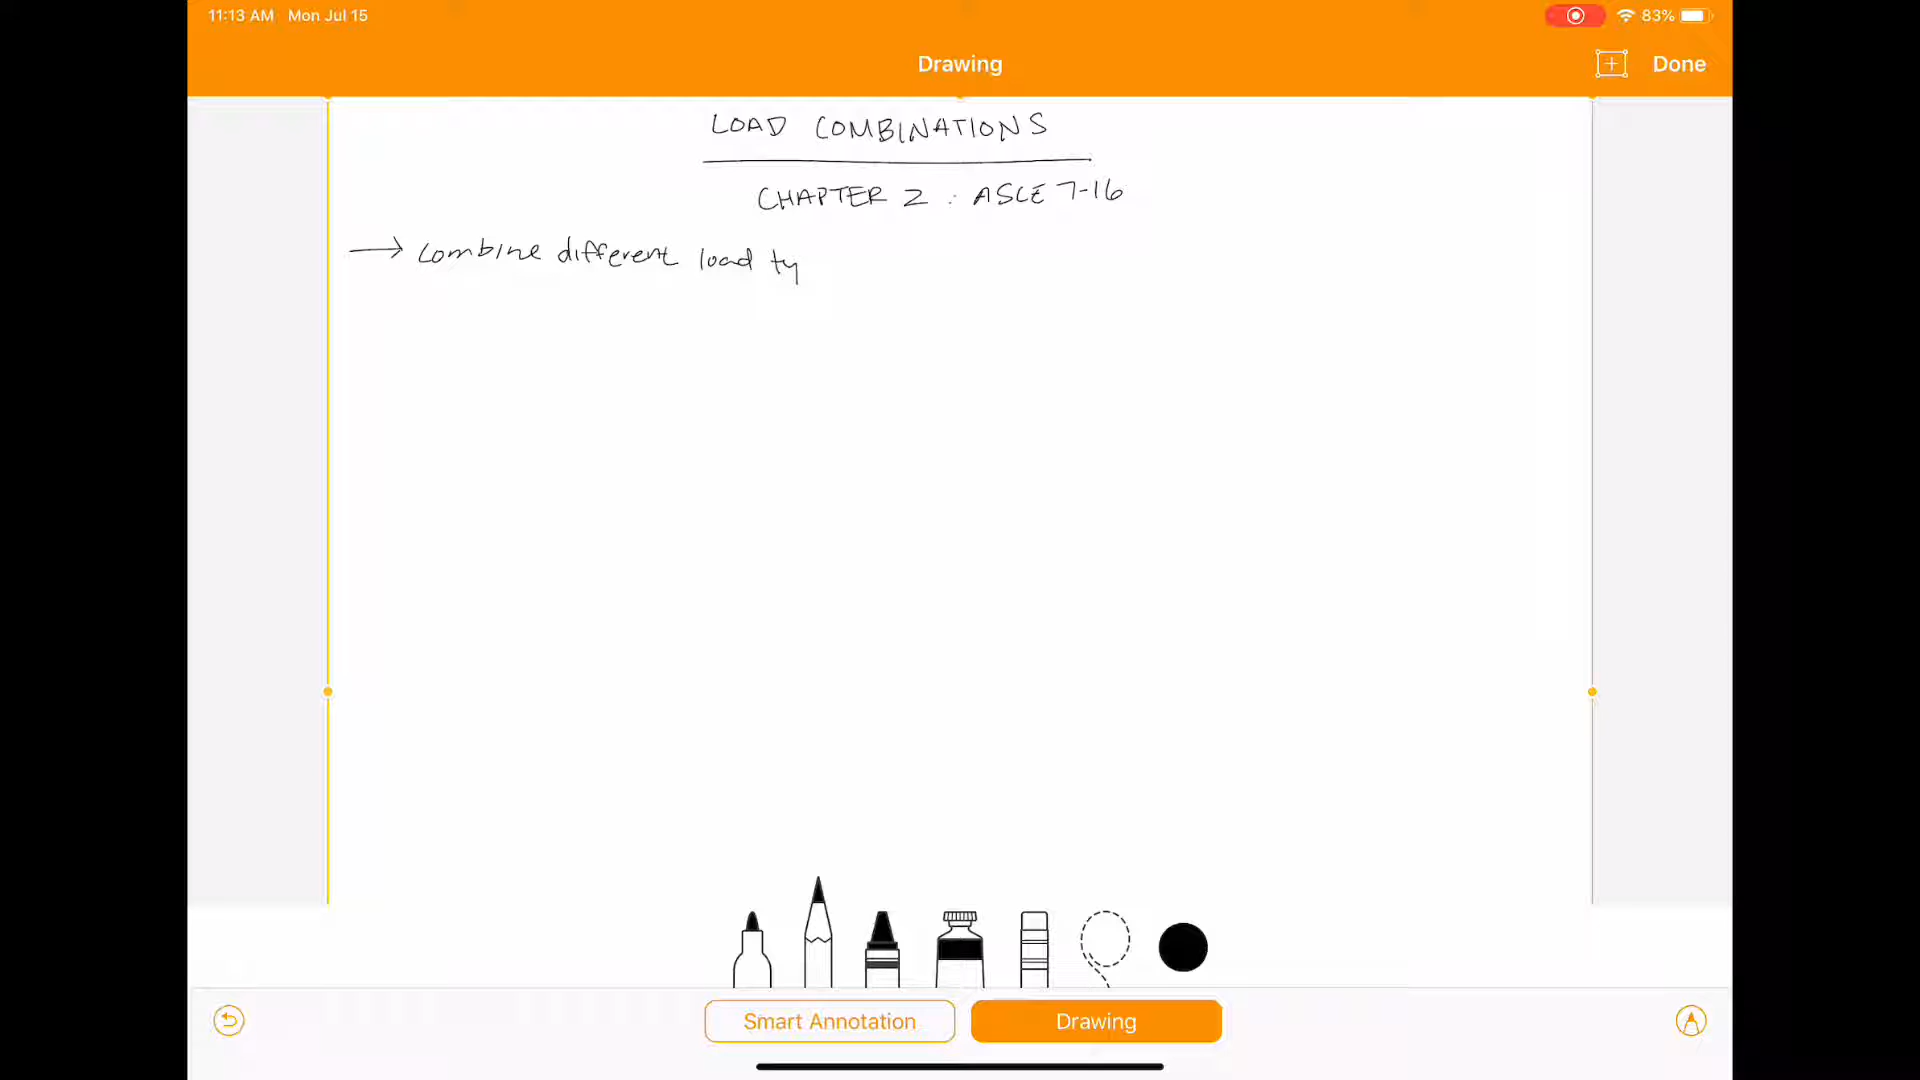 11:13 AM Mon Jul 15 83%
Drawing Done
LOAD COMBINATIONS
CHAPTER 2 : ASCE 7-16
→ Combine different load ty
Smart Annotation Drawing